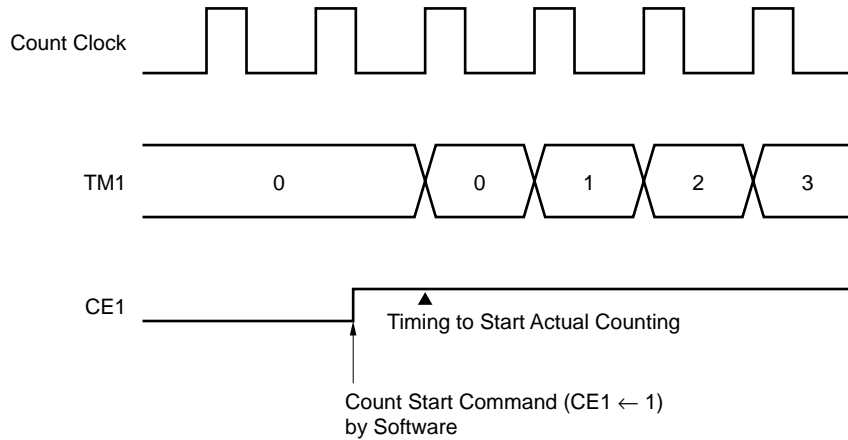 Count Clock
TM1
0
0
1
2
3
CE1
Timing to Start Actual Counting
Count Start Command (CE1 ← 1)
by Software